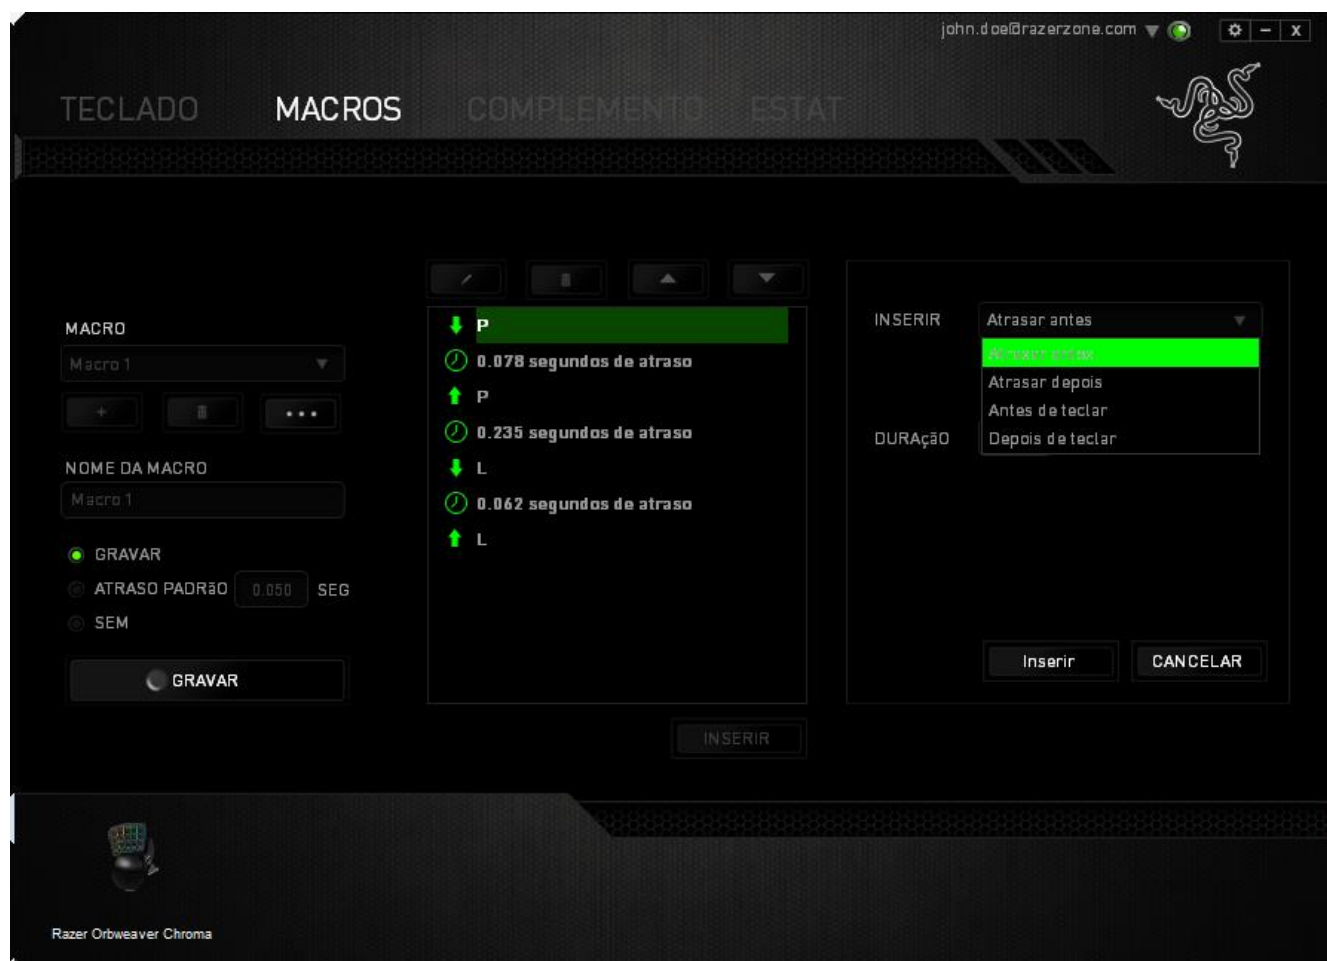 john.doe@razerzone.com
TECLADO MACROS COMPLEMENTO ESTAT
MACRO
Macro 1
NOME DA MACRO
Macro 1
GRAVAR
ATRASO PADRãO 0.050 SEG
SEM
GRAVAR
P
0.078 segundos de atraso
P
0.235 segundos de atraso
L
0.062 segundos de atraso
L
INSERIR
INSERIR Atrasar antes
Atrasar antes
Atrasar depois
Antes de teclar
Depois de teclar
DURAçãO
Inserir CANCELAR
Razer Orbweaver Chroma